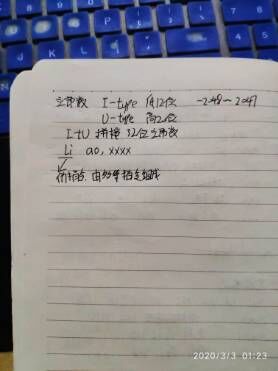 立即数 I-type 低12位 -2048~2047
U-type 高20位
I+U 拼接 32位立即数
Li a0, xxxx
伪指令 由多条指令组成
2020/3/3 01:23